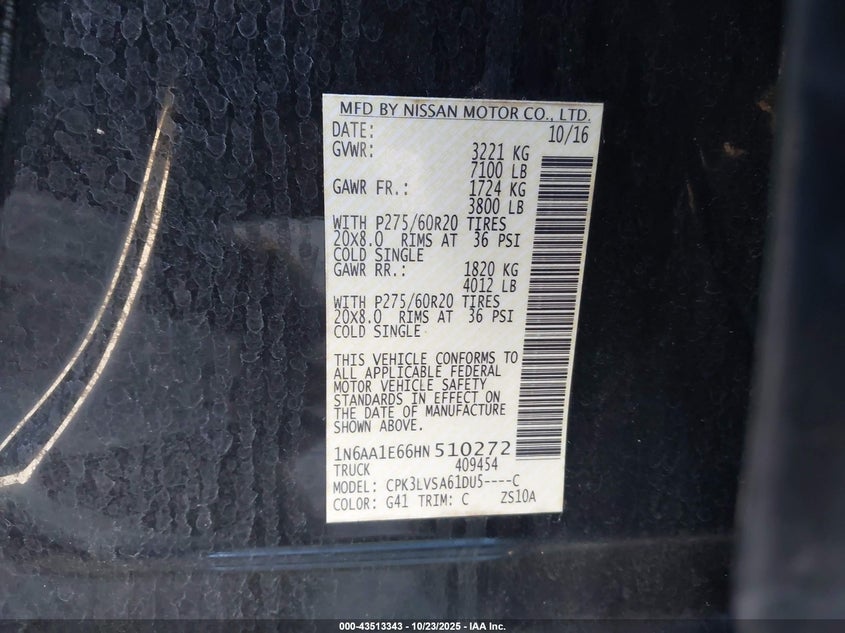 MFD BY NISSAN MOTOR CO., LTD.
DATE: 10/16
GVWR: 3221 KG
7100 LB
GAWR FR.: 1724 KG
3800 LB
WITH P275/60R20 TIRES
20X8.0 RIMS AT 36 PSI
COLD SINGLE
GAWR RR.: 1820 KG
4012 LB
WITH P275/60R20 TIRES
20X8.0 RIMS AT 36 PSI
COLD SINGLE
THIS VEHICLE CONFORMS TO
ALL APPLICABLE FEDERAL
MOTOR VEHICLE SAFETY
STANDARDS IN EFFECT ON
THE DATE OF MANUFACTURE
SHOWN ABOVE.
1N6AA1E66HN 510272
TRUCK 409454
MODEL: CPK3LVSA61DU5----C
COLOR: G41 TRIM: C ZS10A
000-43513343 - 10/23/2025 - IAA Inc.